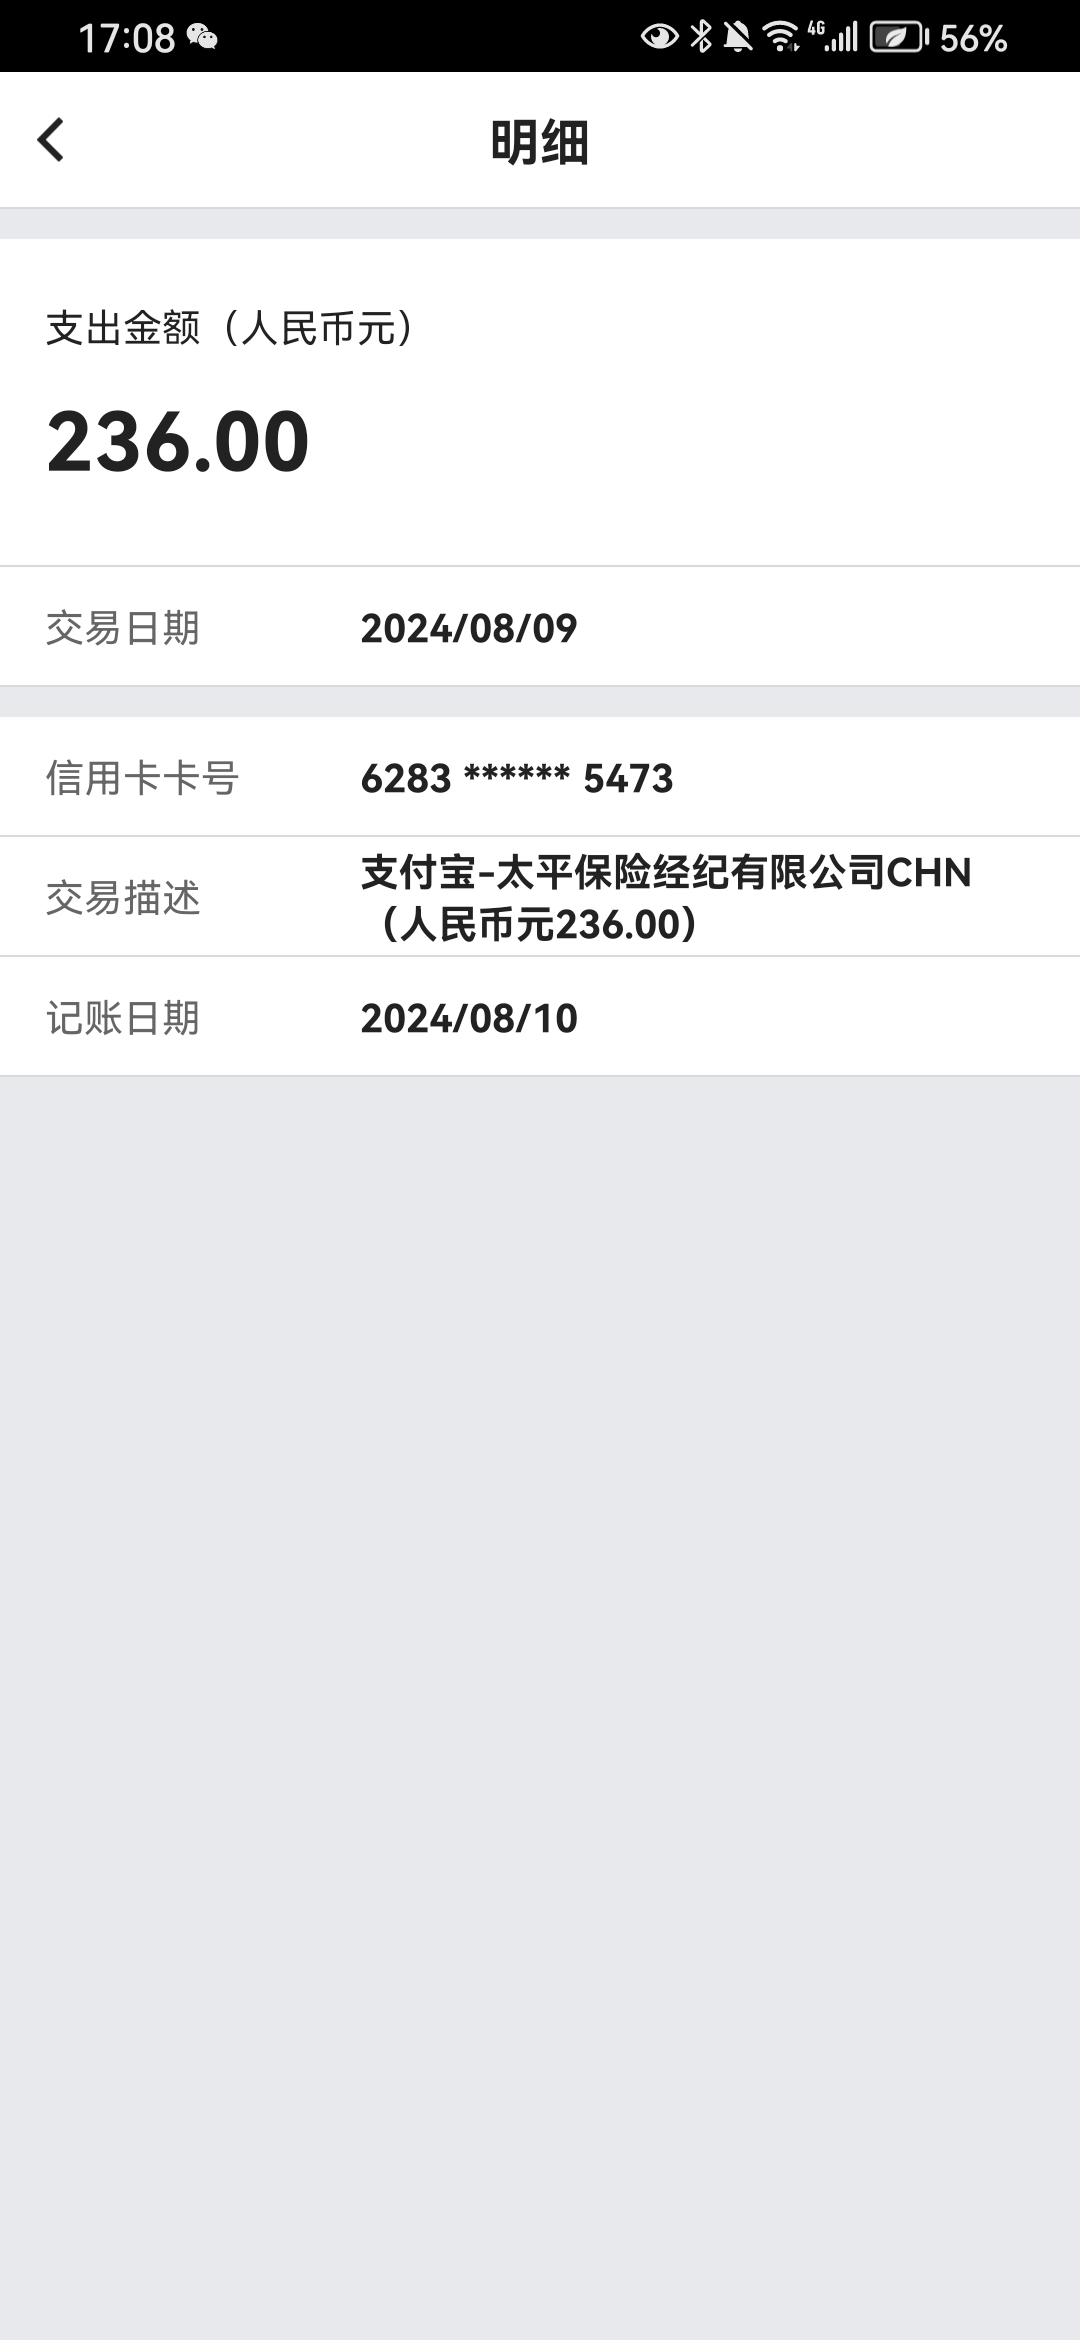 17:08
4G
56%
明细
支出金额（人民币元）
236.00
交易日期 2024/08/09
信用卡卡号 6283 ****** 5473
交易描述 支付宝-太平保险经纪有限公司CHN
（人民币元236.00）
记账日期 2024/08/10